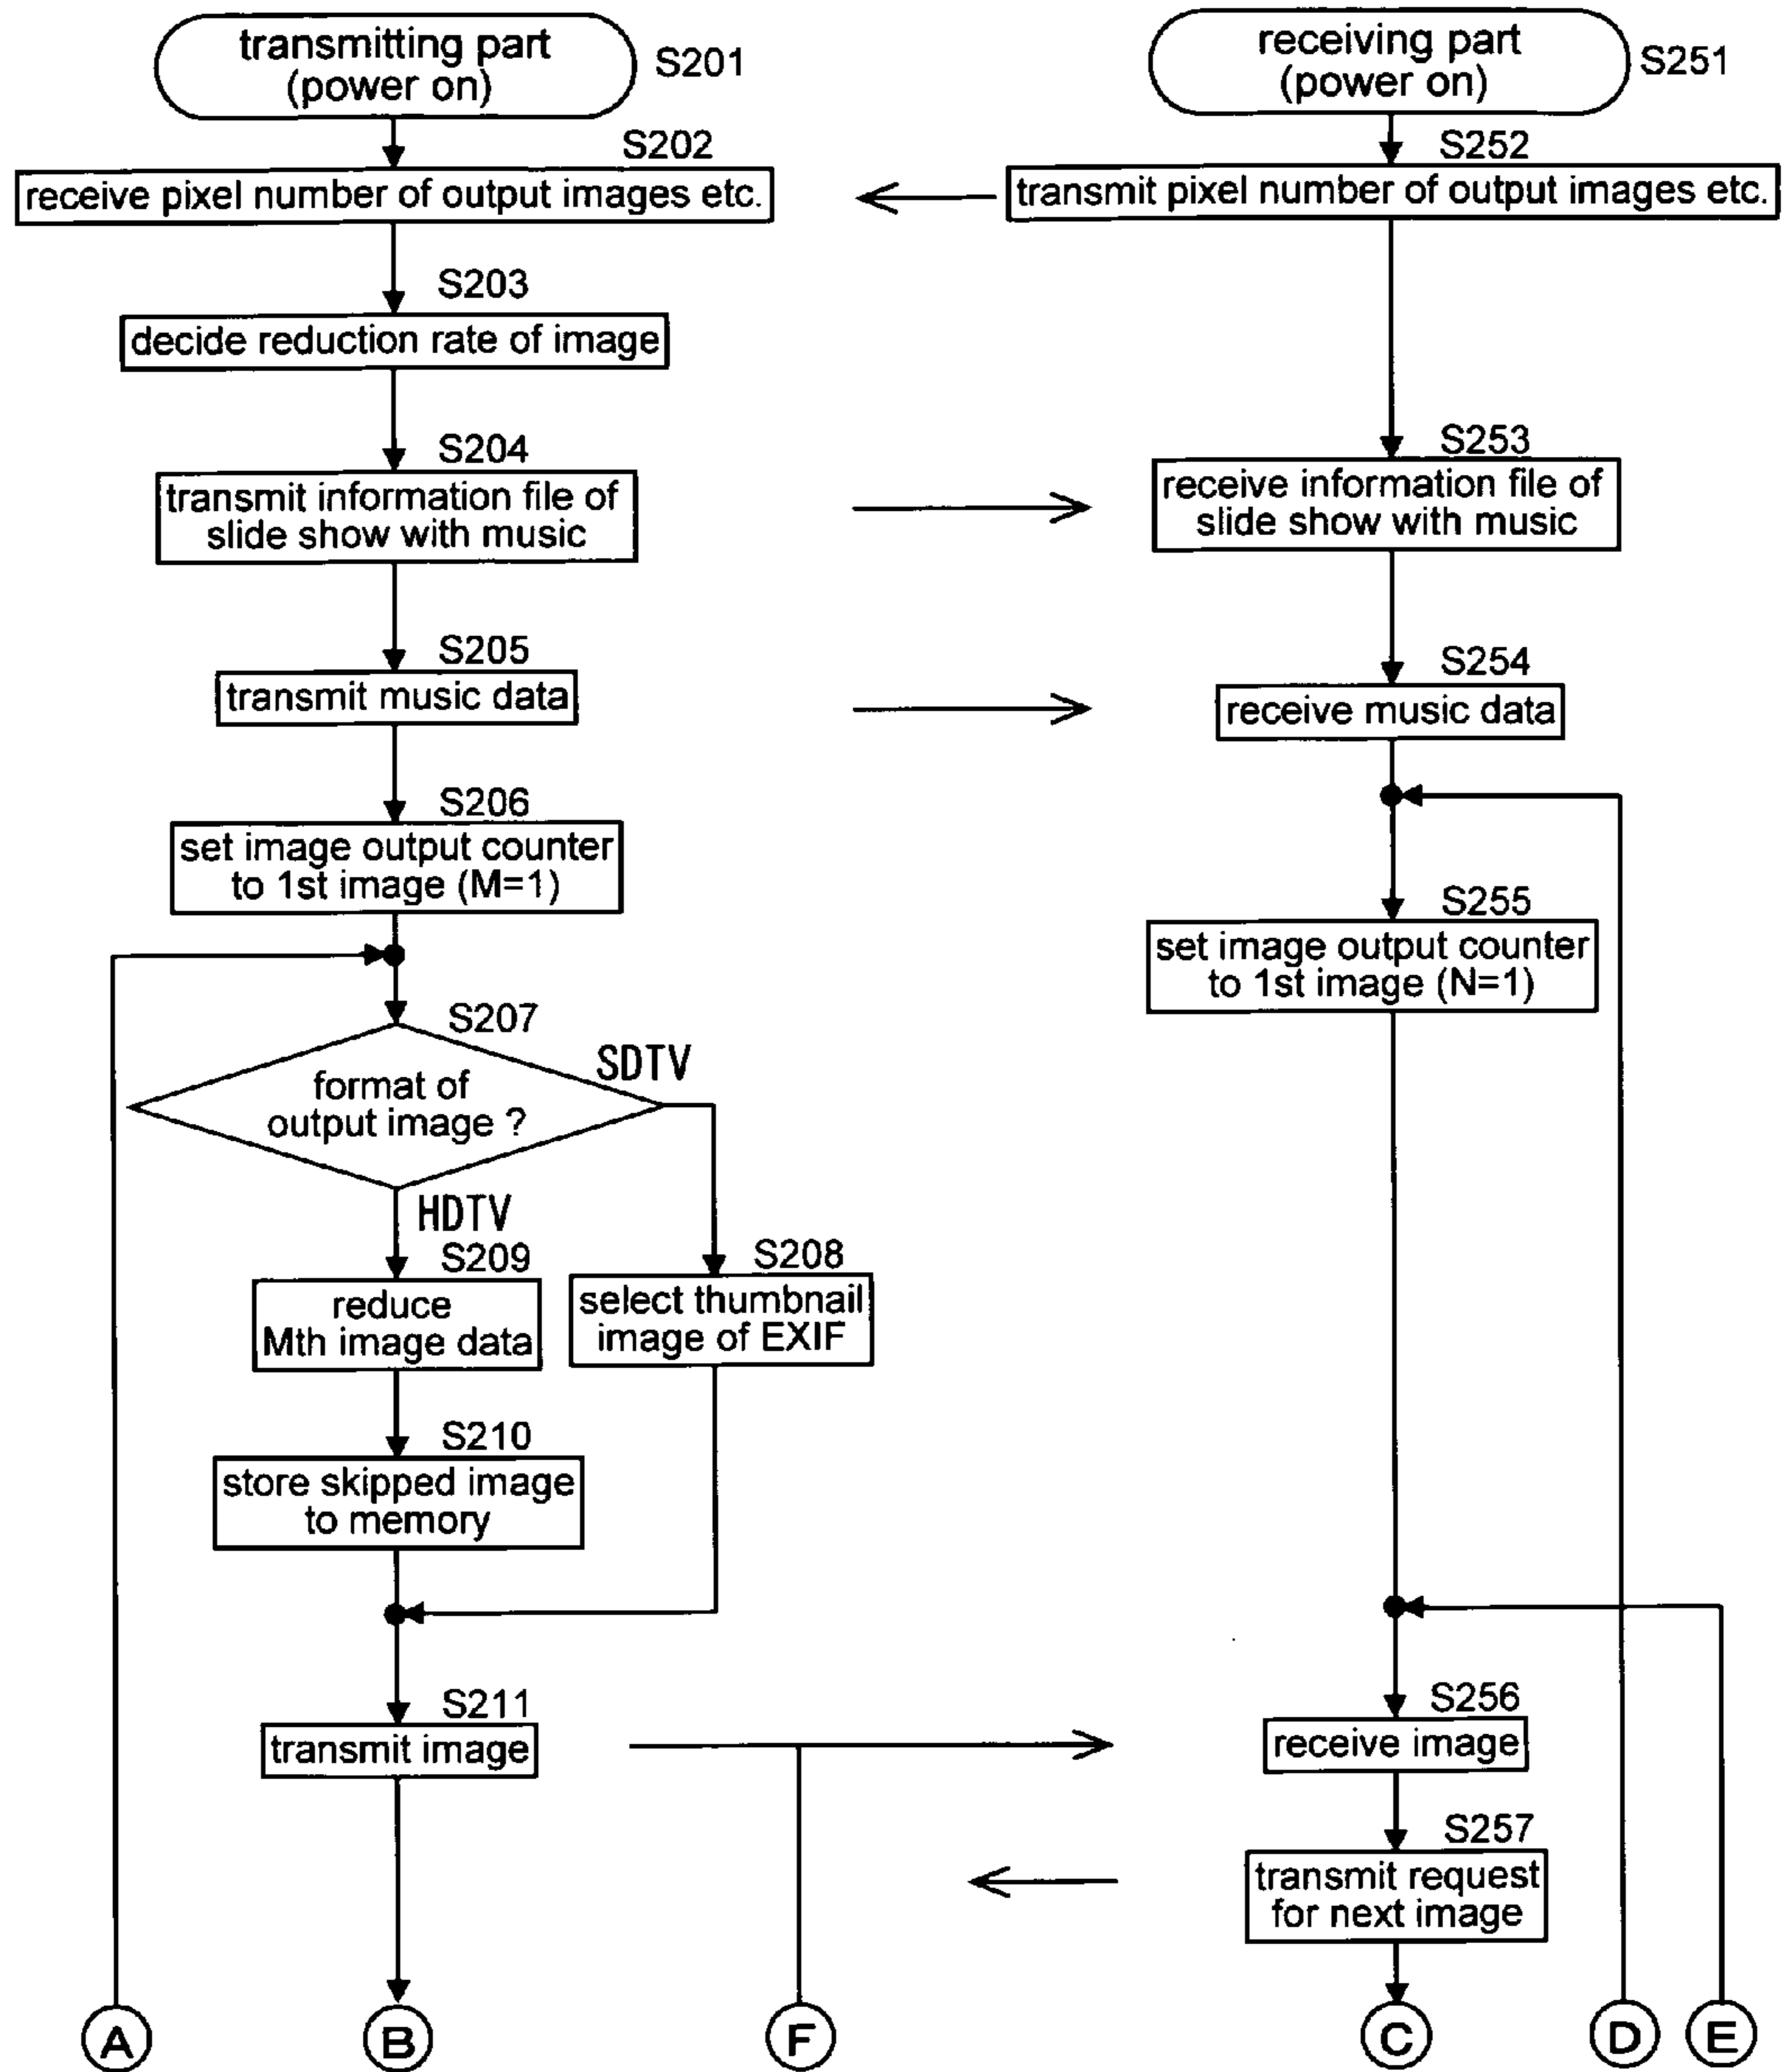 transmitting part
(power on)
S201
S202
receive pixel number of output images etc.
S203
decide reduction rate of image
S204
transmit information file of
slide show with music
S205
transmit music data
S206
set image output counter
to 1st image (M=1)
S207
format of
output image ?
SDTV
HDTV
S209
reduce
Mth image data
S208
select thumbnail
image of EXIF
S210
store skipped image
to memory
S211
transmit image
A
B
F
receiving part
(power on)
S251
S252
transmit pixel number of output images etc.
S253
receive information file of
slide show with music
S254
receive music data
S255
set image output counter
to 1st image (N=1)
S256
receive image
S257
transmit request
for next image
C
D
E